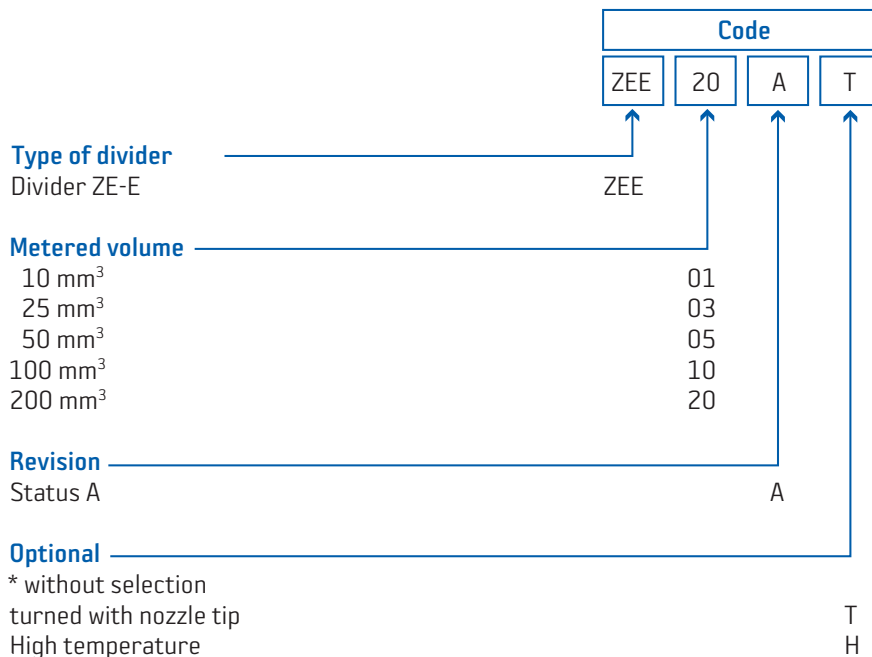 Code
ZEE 20 A T
Type of divider
Divider ZE-E ZEE
Metered volume
10 mm³ 01
25 mm³ 03
50 mm³ 05
100 mm³ 10
200 mm³ 20
Revision
Status A A
Optional
* without selection
turned with nozzle tip T
High temperature H